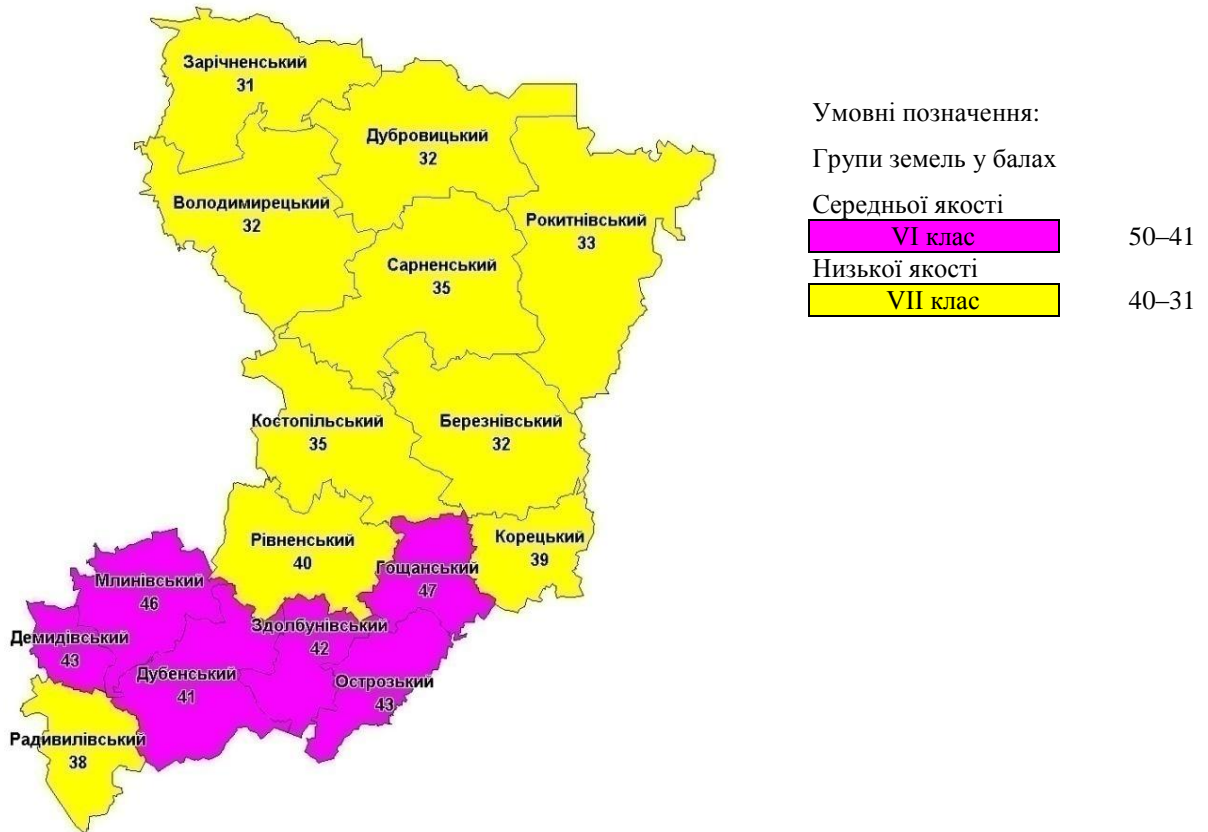 Зарічненський
31
Дубровицький
32
Володимирецький
32
Рокитнівський
33
Сарненський
35
Костопільський
35
Березнівський
32
Рівненський
40
Корецький
39
Гощанський
47
Млинівський
46
Здолбунівський
42
Демидівський
43
Дубенський
41
Острозький
43
Радивилівський
38
Умовні позначення:
Групи земель у балах
Середньої якості
VI клас 50–41
Низької якості
VII клас 40–31